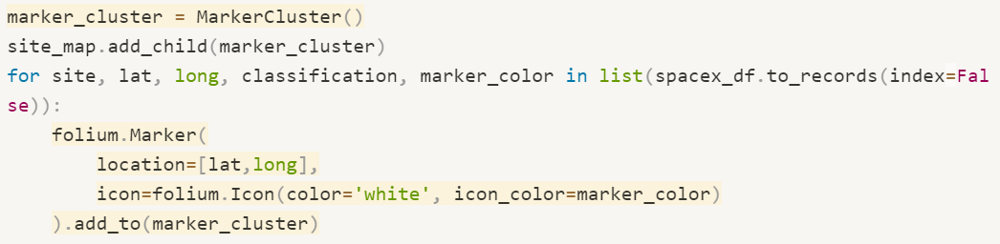 marker_cluster = MarkerCluster()
site_map.add_child(marker_cluster)
for site, lat, long, classification, marker_color in list(spacex_df.to_records(index=Fal
se)):
    folium.Marker(
        location=[lat,long],
        icon=folium.Icon(color='white', icon_color=marker_color)
    ).add_to(marker_cluster)